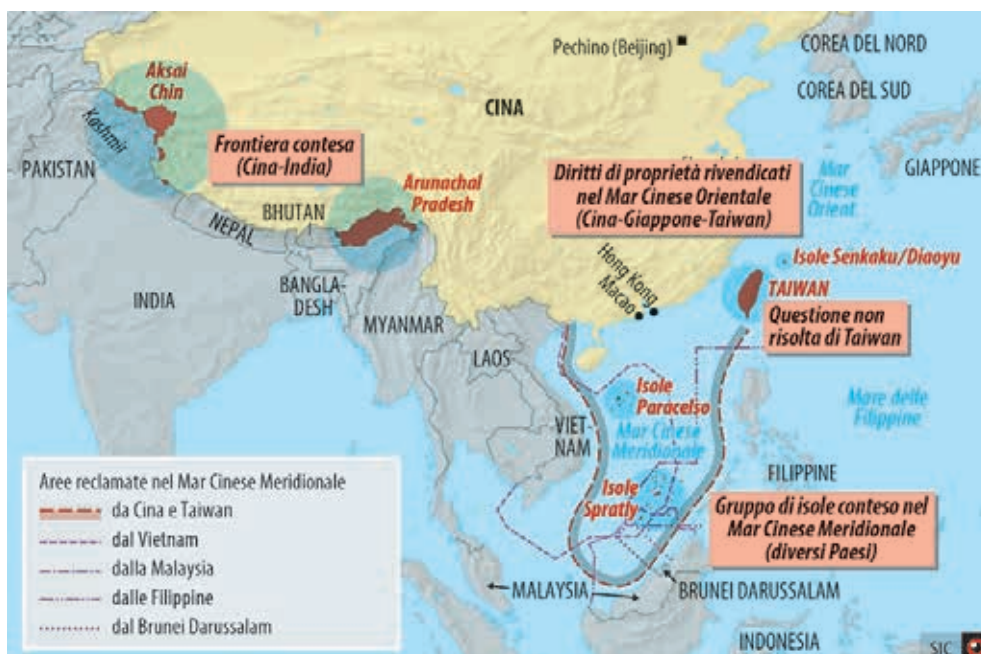 Pechino (Beijing)
COREA DEL NORD
COREA DEL SUD
Aksai
Chin
CINA
Kashmir
PAKISTAN
Frontiera contesa
(Cina-India)
GIAPPONE
Mar
Cinese
Orient.
Diritti di proprietà rivendicati
nel Mar Cinese Orientale
(Cina-Giappone-Taiwan)
Arunachal
Pradesh
BHUTAN
NEPAL
Hong Kong
Macao
Isole Senkaku/Diaoyu
TAIWAN
Questione non
risolta di Taiwan
INDIA
BANGLA-
DESH
MYANMAR
LAOS
Isole
Paracelso
Mar Cinese
Meridionale
VIET-
NAM
Mare delle
Filippine
FILIPPINE
Isole
Spratly
Gruppo di isole conteso nel
Mar Cinese Meridionale
(diversi Paesi)
Aree reclamate nel Mar Cinese Meridionale
da Cina e Taiwan
dal Vietnam
dalla Malaysia
dalle Filippine
dal Brunei Darussalam
MALAYSIA
BRUNEI DARUSSALAM
INDONESIA
SIC